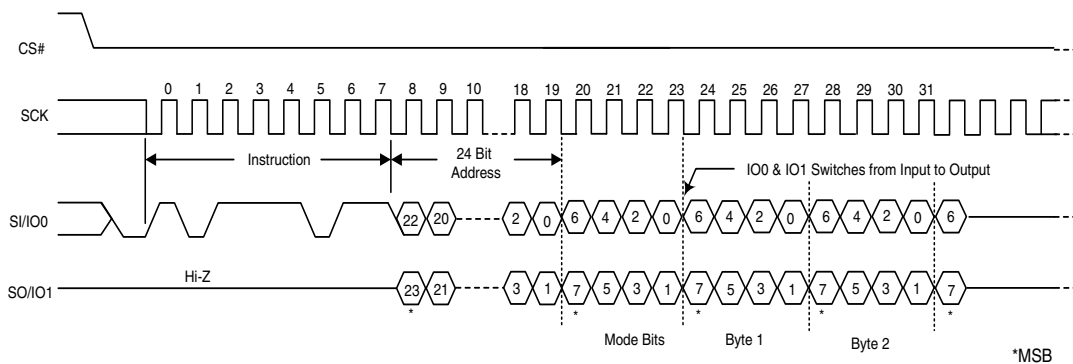 CS#
0 1 2 3 4 5 6 7 8 9 10 18 19 20 21 22 23 24 25 26 27 28 29 30 31
SCK
Instruction
24 Bit
Address
IO0 & IO1 Switches from Input to Output
SI/IO0
22 20 2 0 6 4 2 0 6 4 2 0 6 4 2 0 6
Hi-Z
SO/IO1
23 21 3 1 7 5 3 1 7 5 3 1 7 5 3 1 7
* * * * *
Mode Bits Byte 1 Byte 2
*MSB